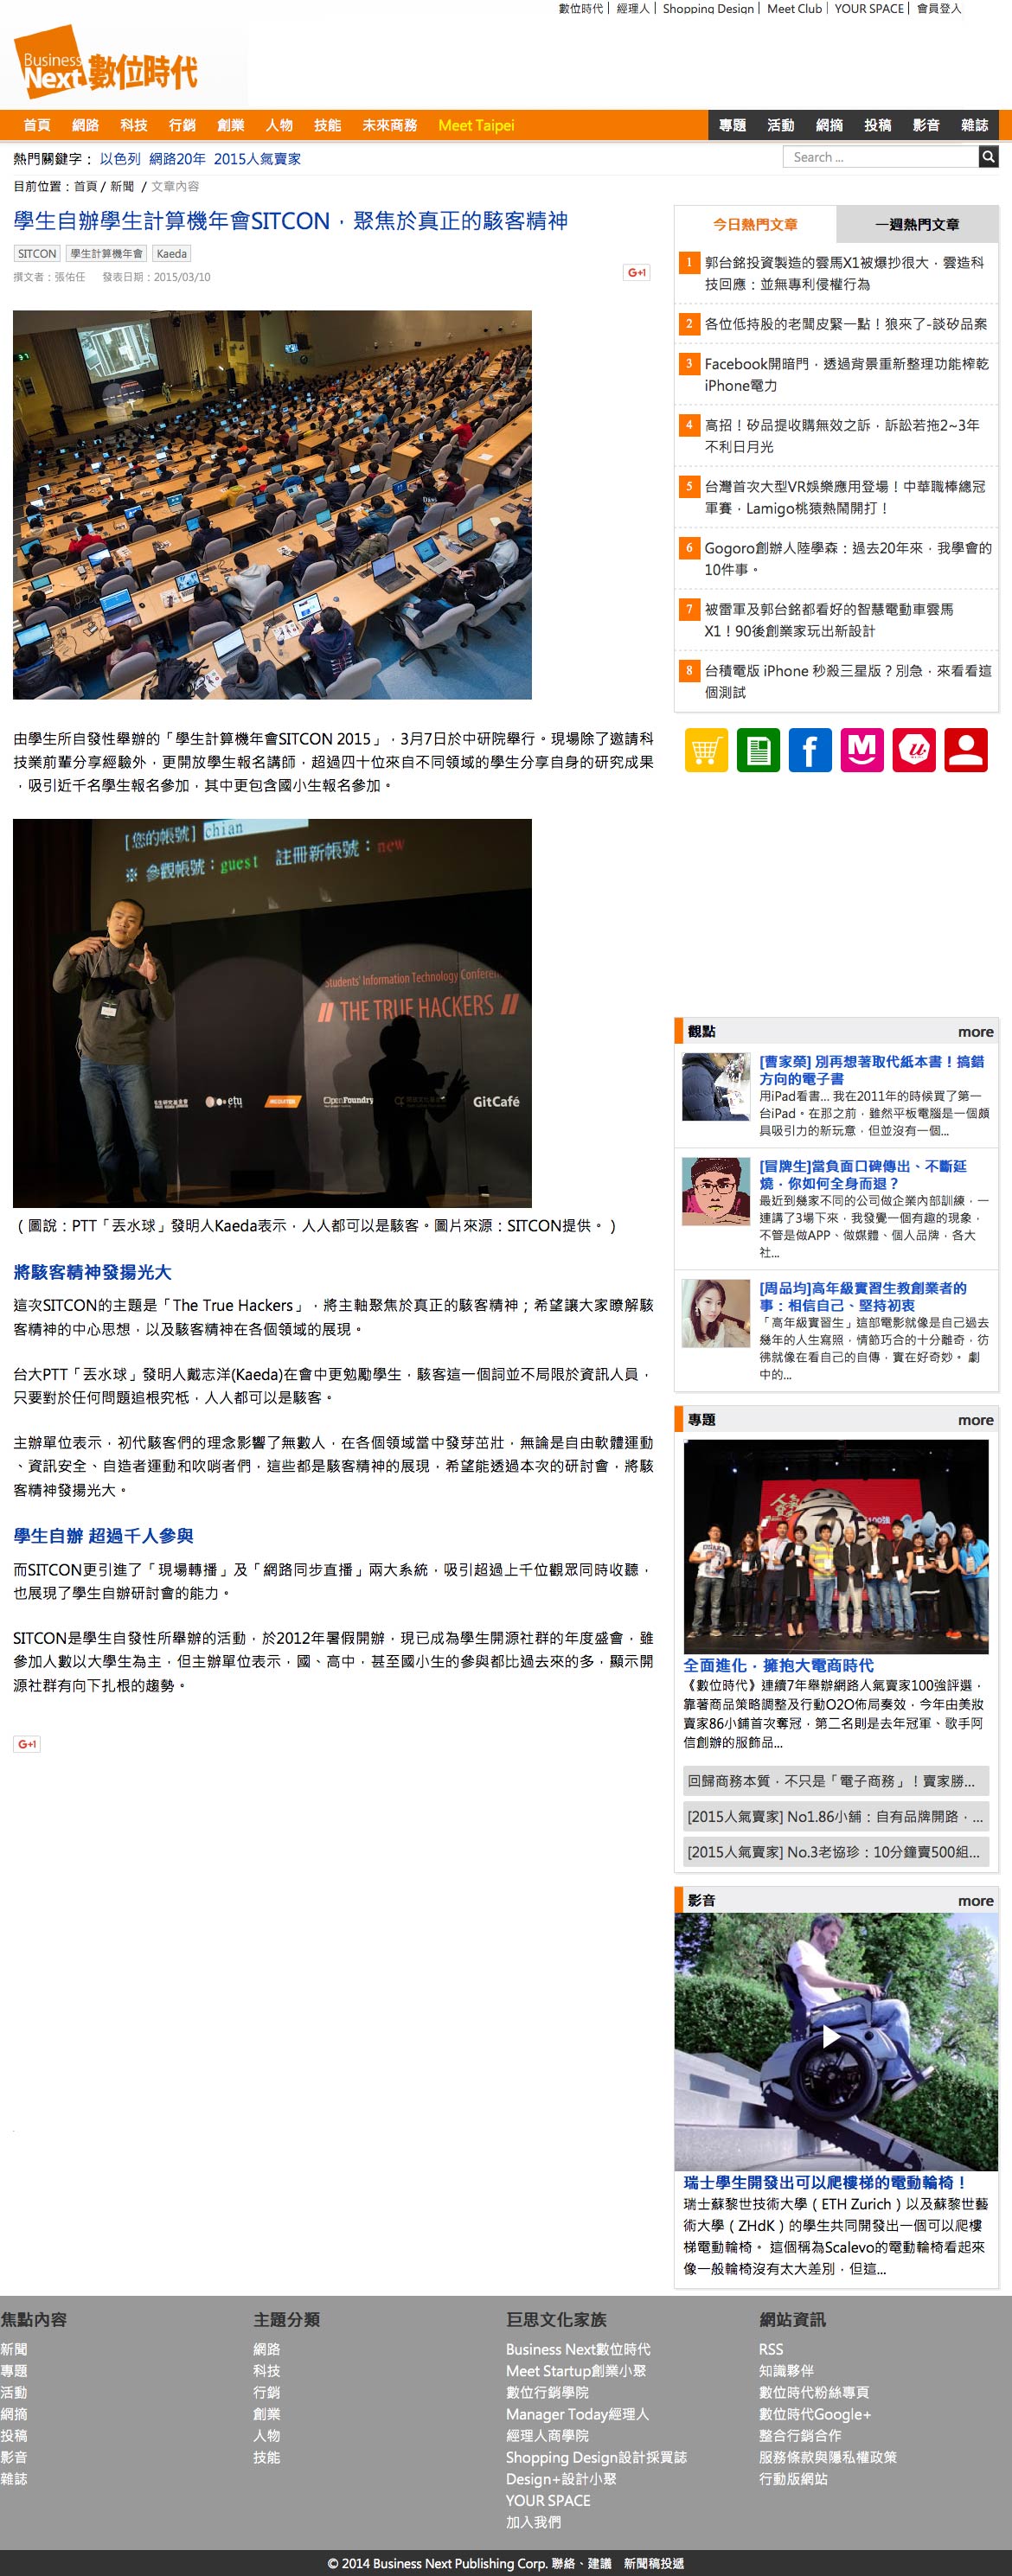 數位時代 | 經理人 | Shopping Design | Meet Club | YOUR SPACE | 會員登入
Business
Next 數位時代
首頁 網路 科技 行銷 創業 人物 技能 未來商務 Meet Taipei 專題 活動 網摘 投稿 影音 雜誌
熱門關鍵字： 以色列 網路20年 2015人氣賣家
Search ...
目前位置：首頁 / 新聞 / 文章內容
學生自辦學生計算機年會SITCON，聚焦於真正的駭客精神
SITCON 學生計算機年會 Kaeda
撰文者：張佑任 發表日期：2015/03/10
G+1
由學生所自發性舉辦的「學生計算機年會SITCON 2015」，3月7日於中研院舉行。現場除了邀請科
技業前輩分享經驗外，更開放學生報名講師，超過四十位來自不同領域的學生分享自身的研究成果
，吸引近千名學生報名參加，其中更包含國小生報名參加。
[您的帳號] chian
※ 參觀帳號：guest 註冊新帳號：new
Students' Information Technology Conferen
// THE TRUE HACKERS //
etu
OpenFoundry
GitCafé
（圖說：PTT「丟水球」發明人Kaeda表示，人人都可以是駭客。圖片來源：SITCON提供。）
將駭客精神發揚光大
這次SITCON的主題是「The True Hackers」，將主軸聚焦於真正的駭客精神；希望讓大家瞭解駭
客精神的中心思想，以及駭客精神在各個領域的展現。
台大PTT「丟水球」發明人戴志洋(Kaeda)在會中更勉勵學生，駭客這一個詞並不局限於資訊人員，
只要對於任何問題追根究柢，人人都可以是駭客。
主辦單位表示，初代駭客們的理念影響了無數人，在各個領域當中發芽茁壯，無論是自由軟體運動
、資訊安全、自造者運動和吹哨者們，這些都是駭客精神的展現，希望能透過本次的研討會，將駭
客精神發揚光大。
學生自辦 超過千人參與
而SITCON更引進了「現場轉播」及「網路同步直播」兩大系統，吸引超過上千位觀眾同時收聽，
也展現了學生自辦研討會的能力。
SITCON是學生自發性所舉辦的活動，於2012年暑假開辦，現已成為學生開源社群的年度盛會，雖
參加人數以大學生為主，但主辦單位表示，國、高中，甚至國小生的參與都比過去來的多，顯示開
源社群有向下扎根的趨勢。
G+1
今日熱門文章 一週熱門文章
1 郭台銘投資製造的雲馬X1被爆抄很大，雲造科
技回應：並無專利侵權行為
2 各位低持股的老闆皮緊一點！狼來了-談矽品案
3 Facebook開暗門，透過背景重新整理功能榨乾
iPhone電力
4 高招！矽品提收購無效之訴，訴訟若拖2~3年
不利日月光
5 台灣首次大型VR娛樂應用登場！中華職棒總冠
軍賽，Lamigo桃猿熱鬧開打！
6 Gogoro創辦人陸學森：過去20年來，我學會的
10件事。
7 被雷軍及郭台銘都看好的智慧電動車雲馬
X1！90後創業家玩出新設計
8 台積電版 iPhone 秒殺三星版？別急，來看看這
個測試
觀點 more
[曹家榮] 別再想著取代紙本書！搞錯
方向的電子書
用iPad看書... 我在2011年的時候買了第一
台iPad。在那之前，雖然平板電腦是一個頗
具吸引力的新玩意，但並沒有一個...
[冒牌生]當負面口碑傳出、不斷延
燒，你如何全身而退？
最近到幾家不同的公司做企業內部訓練，一
連講了3場下來，我發覺一個有趣的現象，
不管是做APP、做媒體、個人品牌，各大
社...
[周品均]高年級實習生教創業者的
事：相信自己、堅持初衷
「高年級實習生」這部電影就像是自己過去
幾年的人生寫照，情節巧合的十分離奇，彷
彿就像在看自己的自傳，實在好奇妙。 劇
中的...
專題 more
全面進化，擁抱大電商時代
《數位時代》連續7年舉辦網路人氣賣家100強評選，
靠著商品策略調整及行動O2O佈局奏效，今年由美妝
賣家86小鋪首次奪冠，第二名則是去年冠軍、歌手阿
信創辦的服飾品...
回歸商務本質，不只是「電子商務」！賣家勝...
[2015人氣賣家] No1.86小舖：自有品牌開路，...
[2015人氣賣家] No.3老協珍：10分鐘賣500組...
影音 more
瑞士學生開發出可以爬樓梯的電動輪椅！
瑞士蘇黎世技術大學（ETH Zurich）以及蘇黎世藝
術大學（ZHdK）的學生共同開發出一個可以爬樓
梯電動輪椅。 這個稱為Scalevo的電動輪椅看起來
像一般輪椅沒有太大差別，但這...
焦點內容
新聞
專題
活動
網摘
投稿
影音
雜誌
主題分類
網路
科技
行銷
創業
人物
技能
巨思文化家族
Business Next數位時代
Meet Startup創業小聚
數位行銷學院
Manager Today經理人
經理人商學院
Shopping Design設計採買誌
Design+設計小聚
YOUR SPACE
加入我們
網站資訊
RSS
知識夥伴
數位時代粉絲專頁
數位時代Google+
整合行銷合作
服務條款與隱私權政策
行動版網站
© 2014 Business Next Publishing Corp. 聯絡、建議 新聞稿投遞